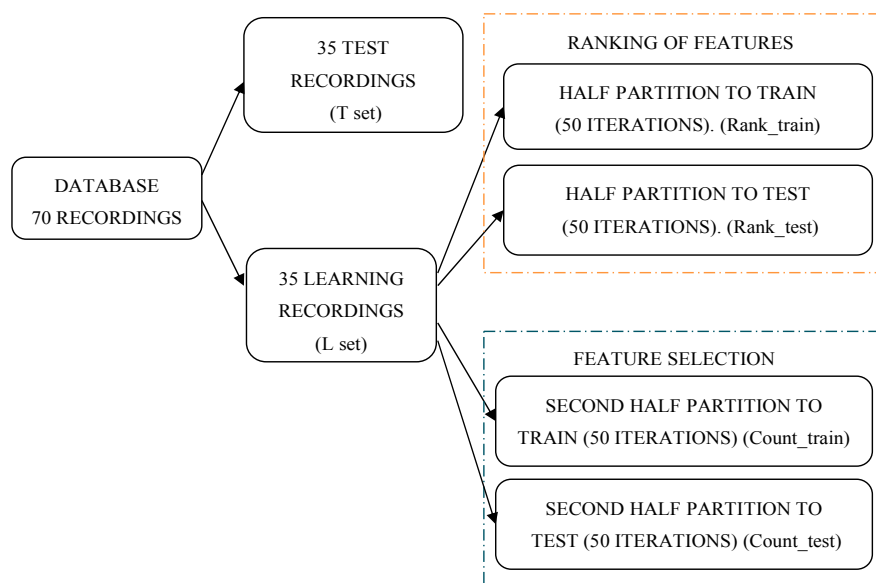 DATABASE
70 RECORDINGS
35 TEST
RECORDINGS
(T set)
35 LEARNING
RECORDINGS
(L set)
RANKING OF FEATURES
HALF PARTITION TO TRAIN
(50 ITERATIONS). (Rank_train)
HALF PARTITION TO TEST
(50 ITERATIONS). (Rank_test)
FEATURE SELECTION
SECOND HALF PARTITION TO
TRAIN (50 ITERATIONS) (Count_train)
SECOND HALF PARTITION TO
TEST (50 ITERATIONS) (Count_test)